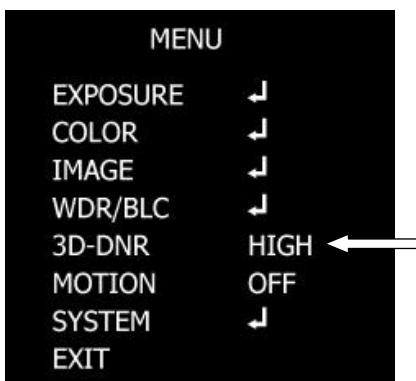 MENU
EXPOSURE ↲
COLOR ↲
IMAGE ↲
WDR/BLC ↲
3D-DNR HIGH
MOTION OFF
SYSTEM ↲
EXIT